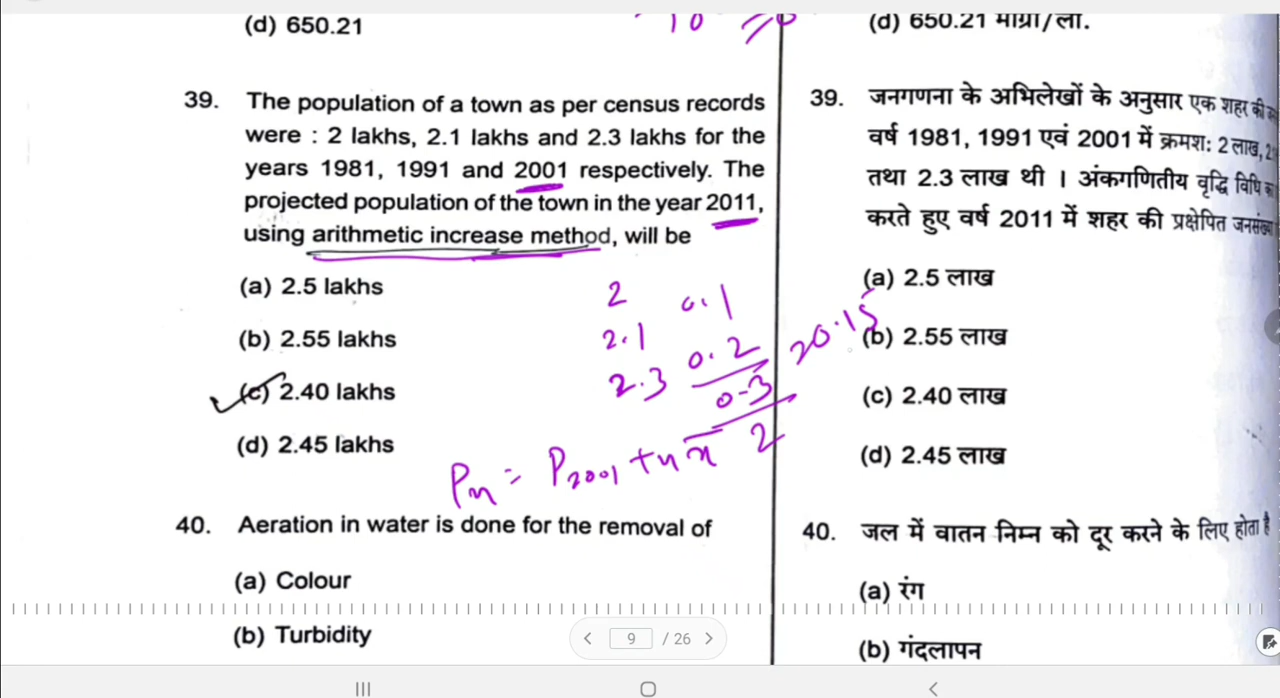 (d) 650.21
10
39. The population of a town as per census records
were : 2 lakhs, 2.1 lakhs and 2.3 lakhs for the
years 1981, 1991 and 2001 respectively. The
projected population of the town in the year 2011,
using arithmetic increase method, will be
(a) 2.5 lakhs
(b) 2.55 lakhs
(c) 2.40 lakhs
(d) 2.45 lakhs
2 0.1
2.1 0.2
2.3 0.3
2
20.15
Pn = P2001 + n x̄
40. Aeration in water is done for the removal of
(a) Colour
(b) Turbidity
(d) 650.21 माग्रा/ली.
39. जनगणना के अभिलेखों के अनुसार एक शहर की
वर्ष 1981, 1991 एवं 2001 में क्रमश: 2 लाख,
तथा 2.3 लाख थी । अंकगणितीय वृद्धि विधि का
करते हुए वर्ष 2011 में शहर की प्रक्षेपित जनसंख्या
(a) 2.5 लाख
(b) 2.55 लाख
(c) 2.40 लाख
(d) 2.45 लाख
40. जल में वातन निम्न को दूर करने के लिए होता है
(a) रंग
(b) गंदलापन
9 / 26